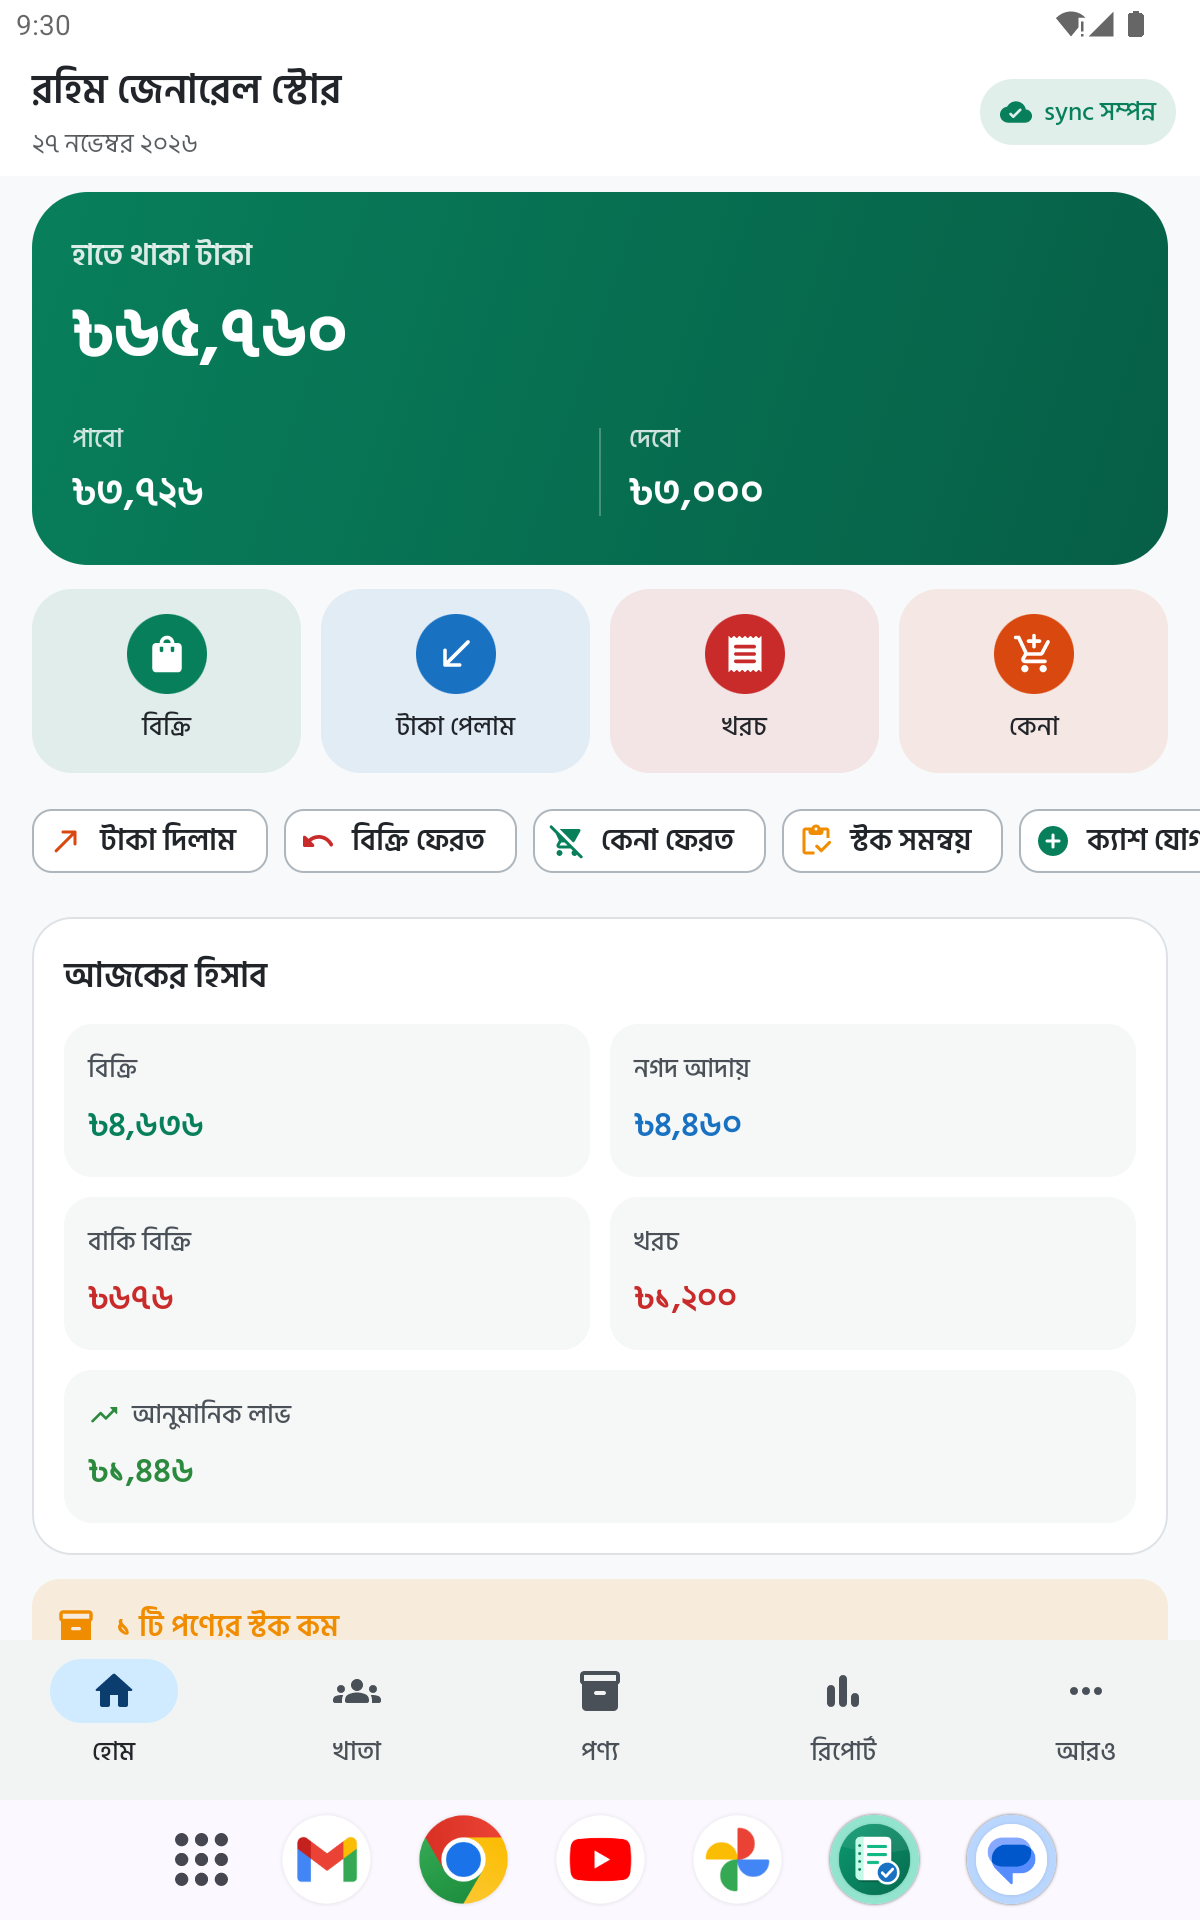 9:30
রহিম জেনারেল স্টোর
২৭ নভেম্বর ২০২৬
sync সম্পন্ন
হাতে থাকা টাকা
৳৬৫,৭৬০
পাবো
দেবো
৳৩,৭২৬
৳৩,০০০
বিক্রি
টাকা পেলাম
খরচ
কেনা
টাকা দিলাম
বিক্রি ফেরত
কেনা ফেরত
স্টক সমন্বয়
ক্যাশ যোগ
আজকের হিসাব
বিক্রি
নগদ আদায়
৳৪,৬৩৬
৳৪,৪৬০
বাকি বিক্রি
খরচ
৳৬৭৬
৳১,২০০
আনুমানিক লাভ
৳১,৪৪৬
১ টি পণ্যের স্টক কম
হোম
খাতা
পণ্য
রিপোর্ট
আরও